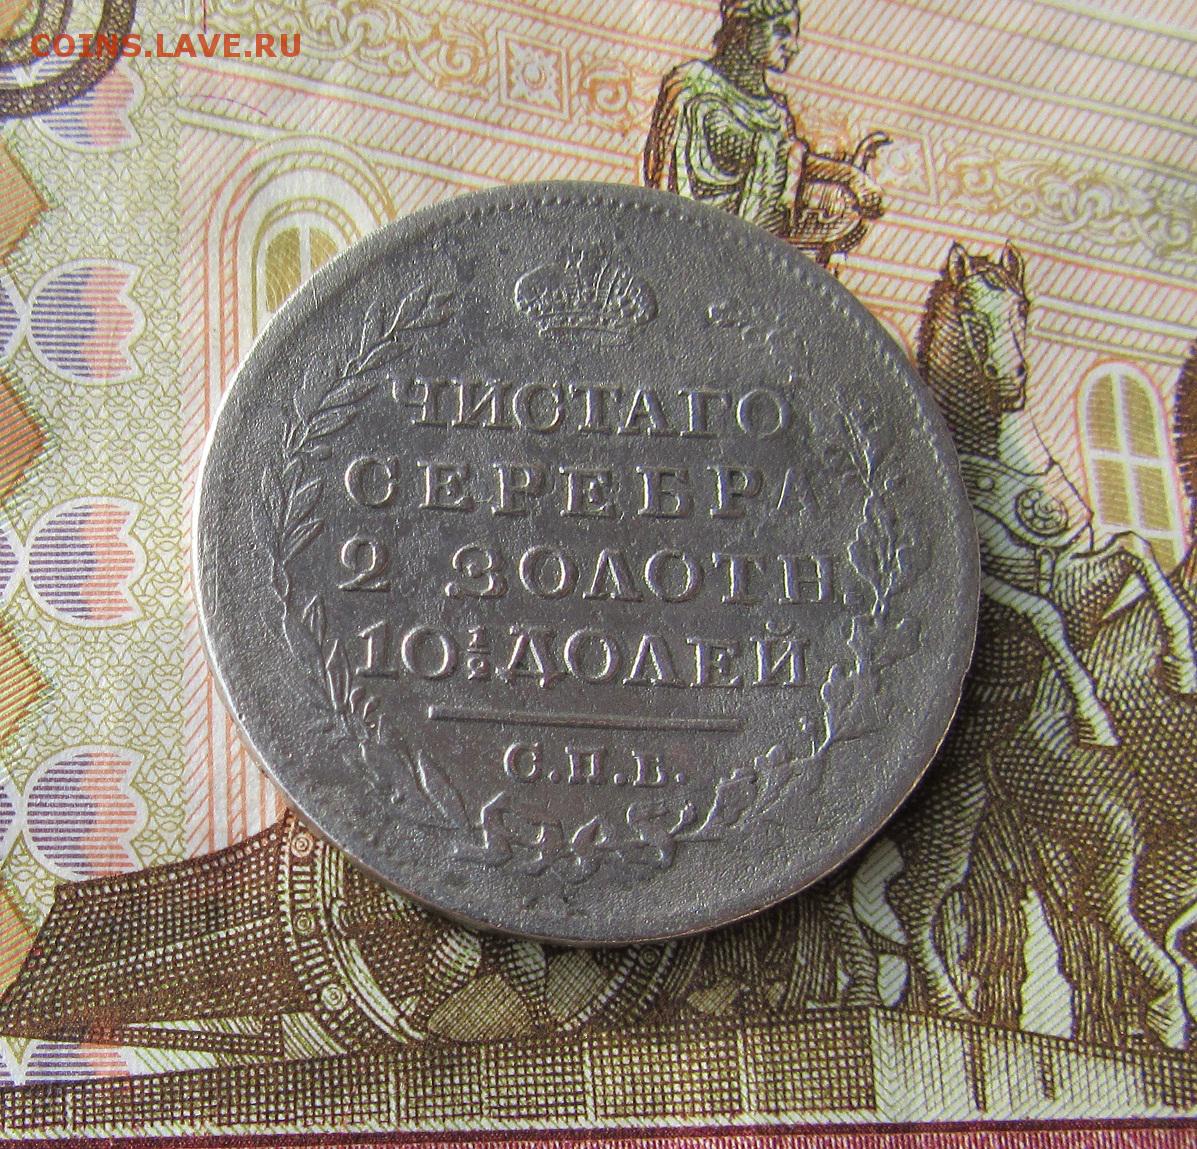 COINS.LAVE.RU
ЧИСТАГО
СЕРЕБРА
2 ЗОЛОТН.
10½ ДОЛЕЙ
С.П.Б.